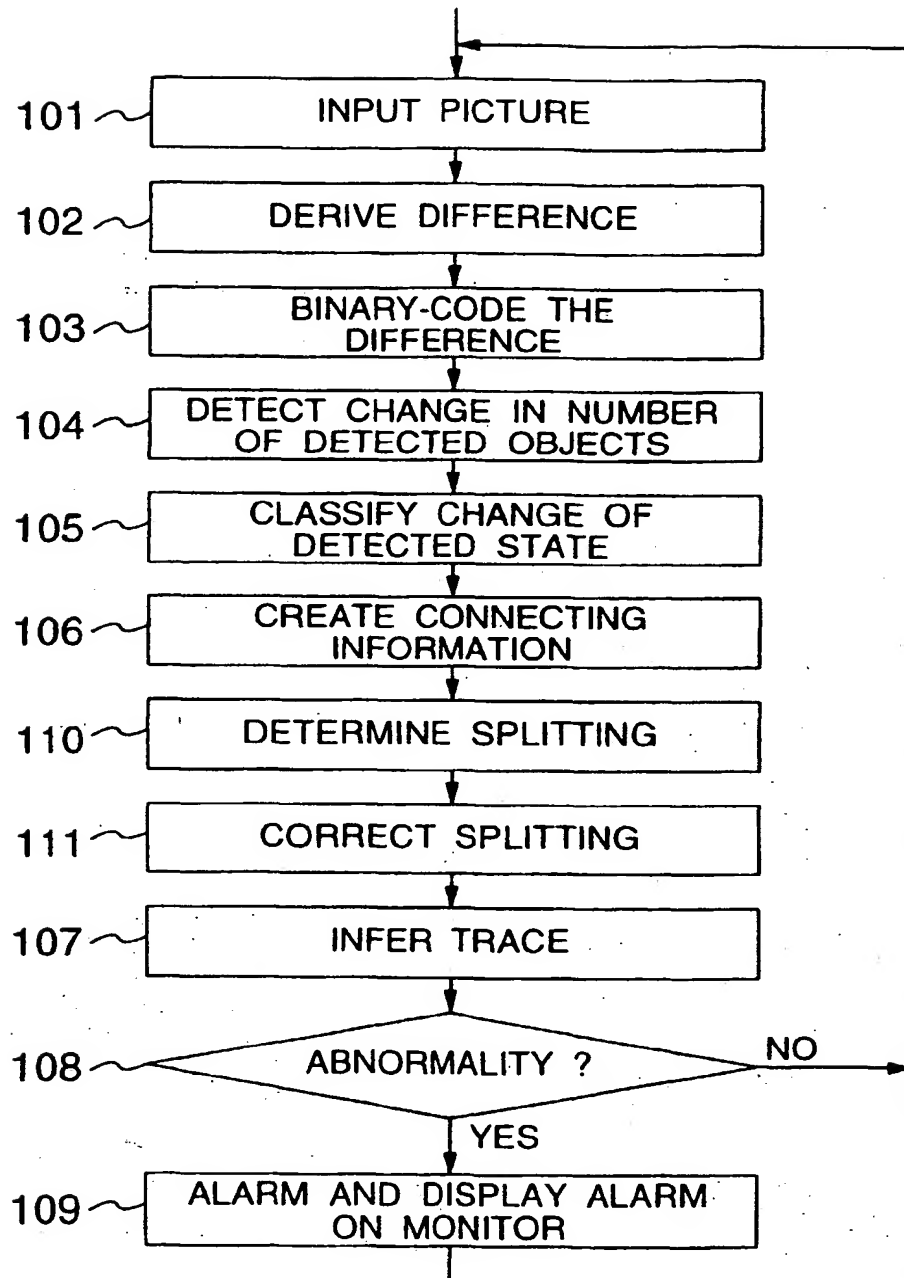 101
INPUT PICTURE
102
DERIVE DIFFERENCE
103
BINARY-CODE THE
DIFFERENCE
104
DETECT CHANGE IN NUMBER
OF DETECTED OBJECTS
105
CLASSIFY CHANGE OF
DETECTED STATE
106
CREATE CONNECTING
INFORMATION
110
DETERMINE SPLITTING
111
CORRECT SPLITTING
107
INFER TRACE
108
ABNORMALITY ?
NO
YES
109
ALARM AND DISPLAY ALARM
ON MONITOR